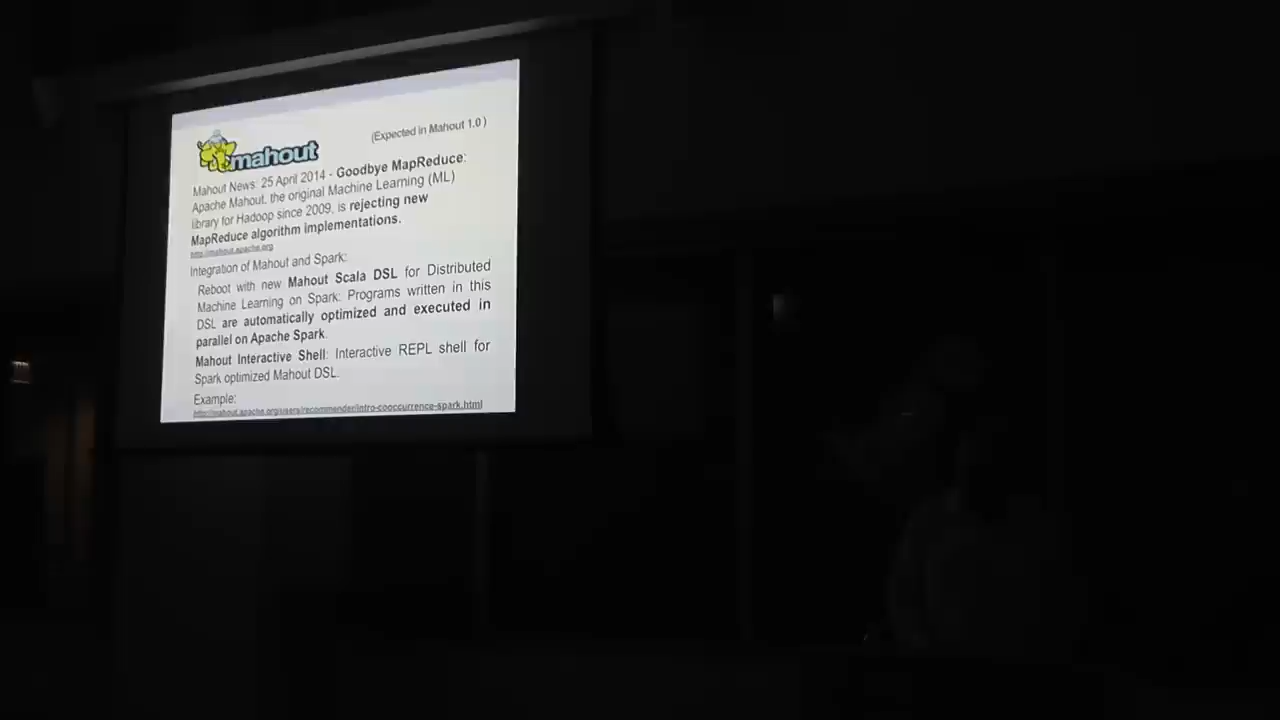 mahout
(Expected in Mahout 1.0 )
Mahout News: 25 April 2014 - Goodbye MapReduce:
Apache Mahout, the original Machine Learning (ML)
library for Hadoop since 2009, is rejecting new
MapReduce algorithm implementations.
http://mahout.apache.org
Integration of Mahout and Spark:
Reboot with new Mahout Scala DSL for Distributed
Machine Learning on Spark: Programs written in this
DSL are automatically optimized and executed in
parallel on Apache Spark.
Mahout Interactive Shell: Interactive REPL shell for
Spark optimized Mahout DSL.
Example:
http://mahout.apache.org/users/recommender/intro-cooccurrence-spark.html